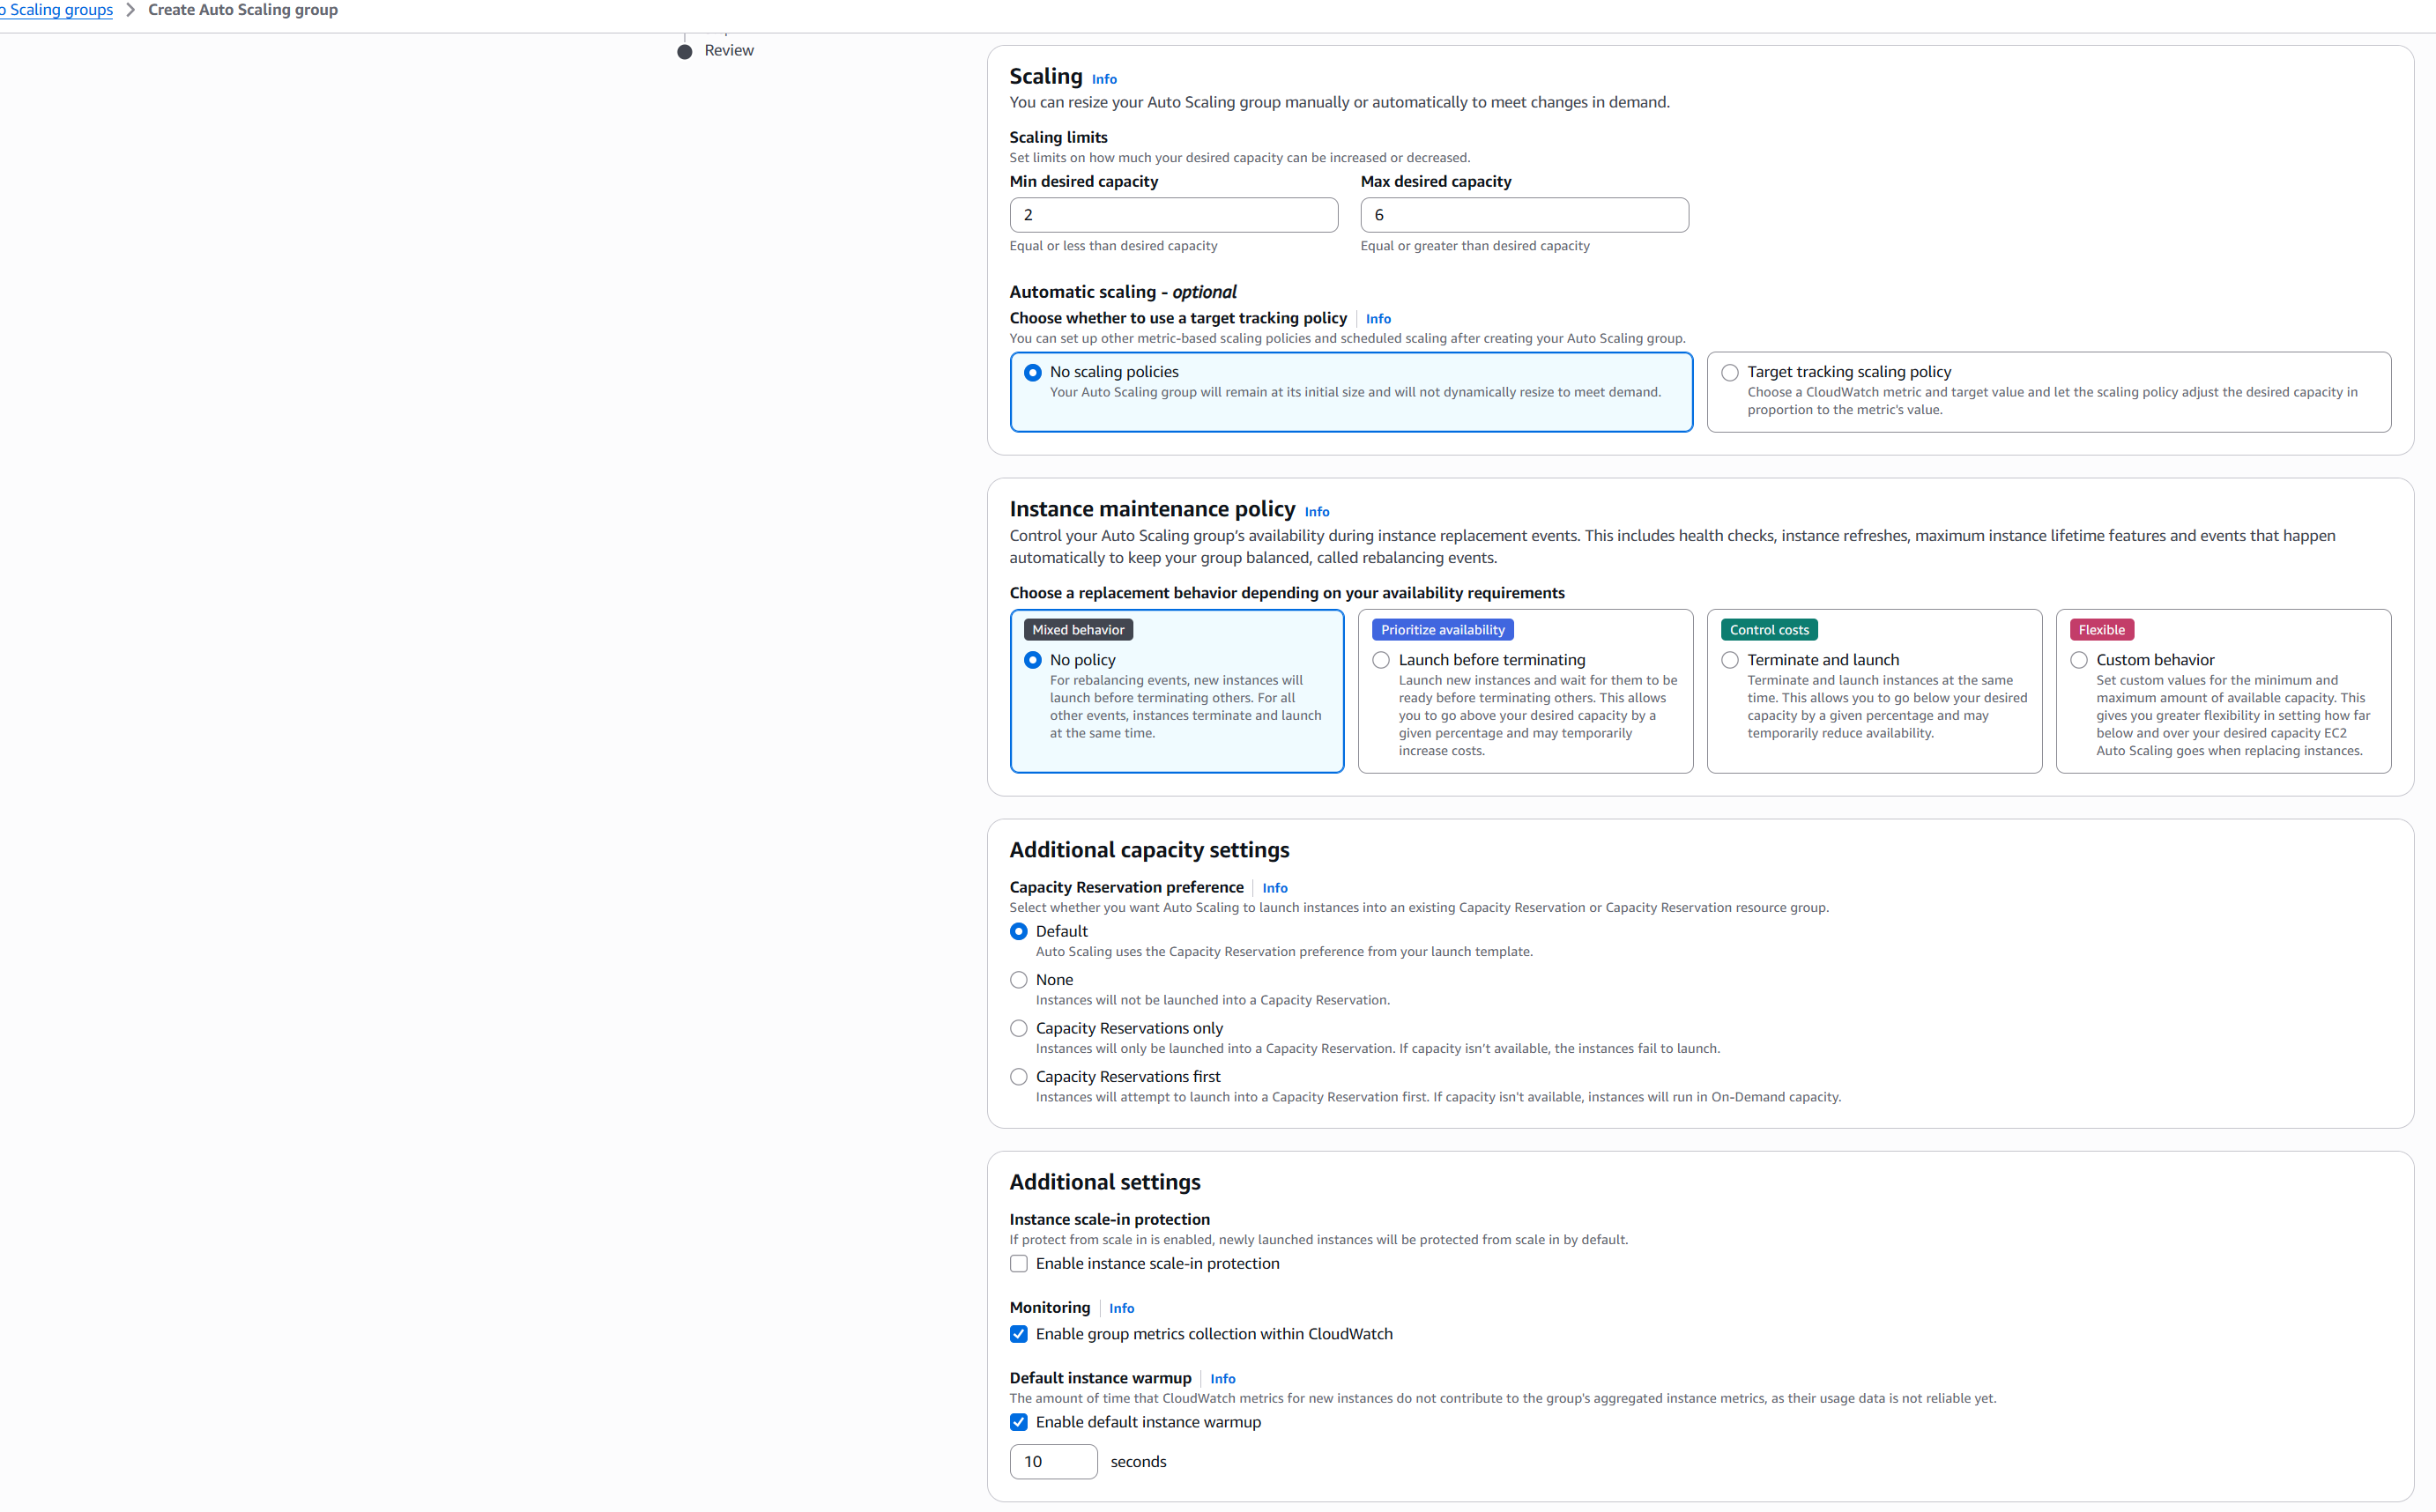 o Scaling groups > Create Auto Scaling group
Review
Scaling Info
You can resize your Auto Scaling group manually or automatically to meet changes in demand.
Scaling limits
Set limits on how much your desired capacity can be increased or decreased.
Min desired capacity
2
Equal or less than desired capacity
Max desired capacity
6
Equal or greater than desired capacity
Automatic scaling - optional
Choose whether to use a target tracking policy Info
You can set up other metric-based scaling policies and scheduled scaling after creating your Auto Scaling group.
No scaling policies
Your Auto Scaling group will remain at its initial size and will not dynamically resize to meet demand.
Target tracking scaling policy
Choose a CloudWatch metric and target value and let the scaling policy adjust the desired capacity in
proportion to the metric's value.
Instance maintenance policy Info
Control your Auto Scaling group's availability during instance replacement events. This includes health checks, instance refreshes, maximum instance lifetime features and events that happen
automatically to keep your group balanced, called rebalancing events.
Choose a replacement behavior depending on your availability requirements
Mixed behavior
No policy
For rebalancing events, new instances will
launch before terminating others. For all
other events, instances terminate and launch
at the same time.
Prioritize availability
Launch before terminating
Launch new instances and wait for them to be
ready before terminating others. This allows
you to go above your desired capacity by a
given percentage and may temporarily
increase costs.
Control costs
Terminate and launch
Terminate and launch instances at the same
time. This allows you to go below your desired
capacity by a given percentage and may
temporarily reduce availability.
Flexible
Custom behavior
Set custom values for the minimum and
maximum amount of available capacity. This
gives you greater flexibility in setting how far
below and over your desired capacity EC2
Auto Scaling goes when replacing instances.
Additional capacity settings
Capacity Reservation preference Info
Select whether you want Auto Scaling to launch instances into an existing Capacity Reservation or Capacity Reservation resource group.
Default
Auto Scaling uses the Capacity Reservation preference from your launch template.
None
Instances will not be launched into a Capacity Reservation.
Capacity Reservations only
Instances will only be launched into a Capacity Reservation. If capacity isn't available, the instances fail to launch.
Capacity Reservations first
Instances will attempt to launch into a Capacity Reservation first. If capacity isn't available, instances will run in On-Demand capacity.
Additional settings
Instance scale-in protection
If protect from scale in is enabled, newly launched instances will be protected from scale in by default.
Enable instance scale-in protection
Monitoring Info
Enable group metrics collection within CloudWatch
Default instance warmup Info
The amount of time that CloudWatch metrics for new instances do not contribute to the group's aggregated instance metrics, as their usage data is not reliable yet.
Enable default instance warmup
10 seconds